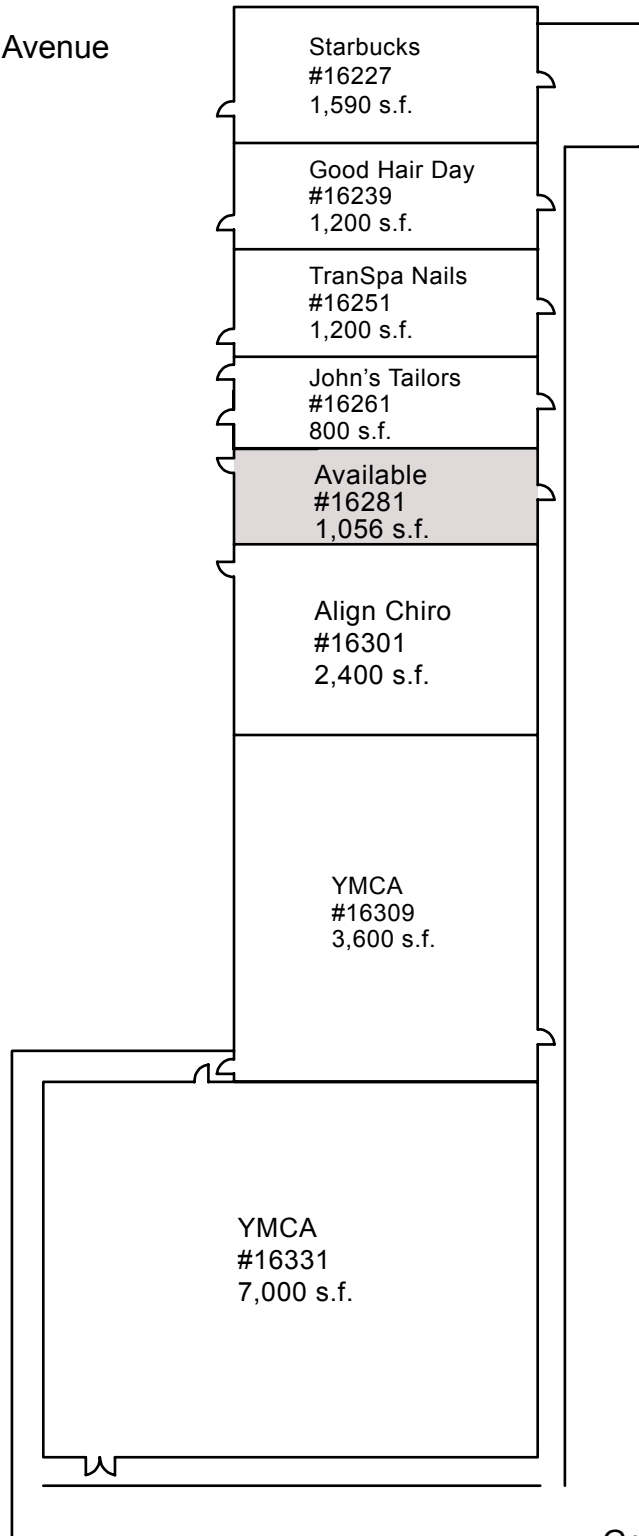 Avenue
Starbucks
#16227
1,590 s.f.
Good Hair Day
#16239
1,200 s.f.
TranSpa Nails
#16251
1,200 s.f.
John's Tailors
#16261
800 s.f.
Available
#16281
1,056 s.f.
Align Chiro
#16301
2,400 s.f.
YMCA
#16309
3,600 s.f.
YMCA
#16331
7,000 s.f.